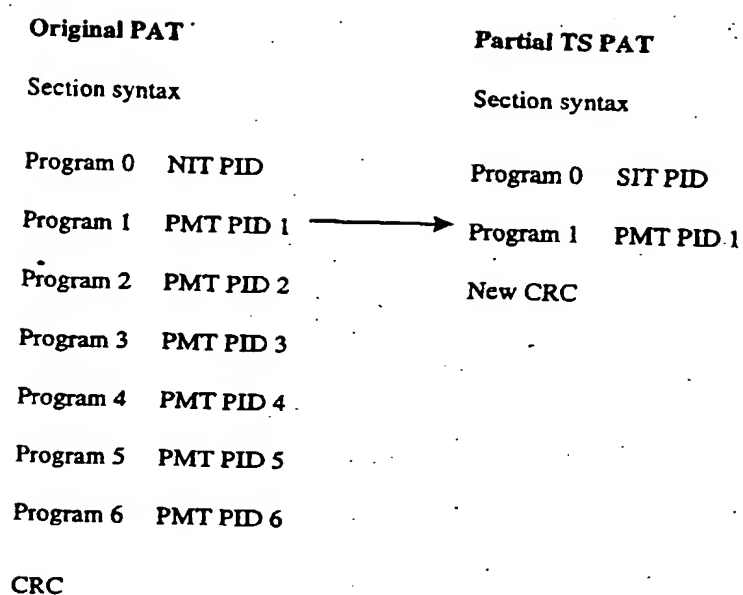 Original PAT
Section syntax
Program 0 NIT PID
Program 1 PMT PID 1
Program 2 PMT PID 2
Program 3 PMT PID 3
Program 4 PMT PID 4
Program 5 PMT PID 5
Program 6 PMT PID 6
CRC
Partial TS PAT
Section syntax
Program 0 SIT PID
Program 1 PMT PID 1
New CRC